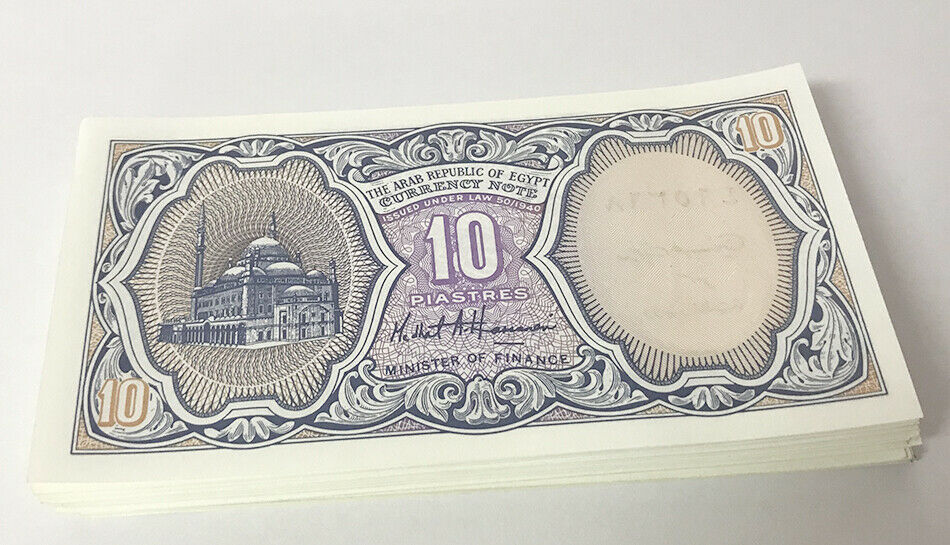 10
THE ARAB REPUBLIC OF EGYPT
CURRENCY NOTE
ISSUED UNDER LAW 50/1940
10
PIASTRES
MINISTER OF FINANCE
10